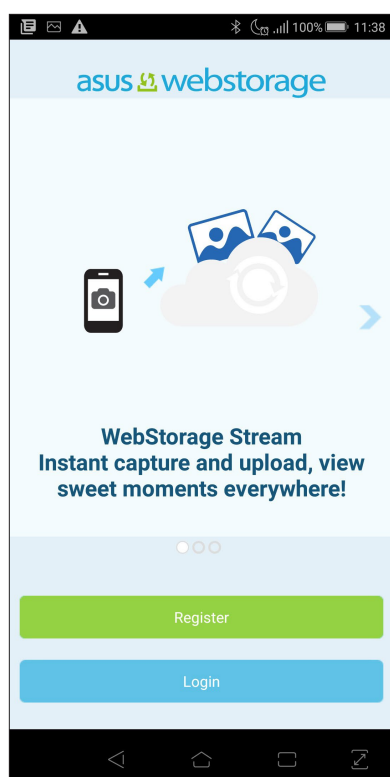 100% 11:38
asus webstorage
WebStorage Stream
Instant capture and upload, view
sweet moments everywhere!
Register
Login